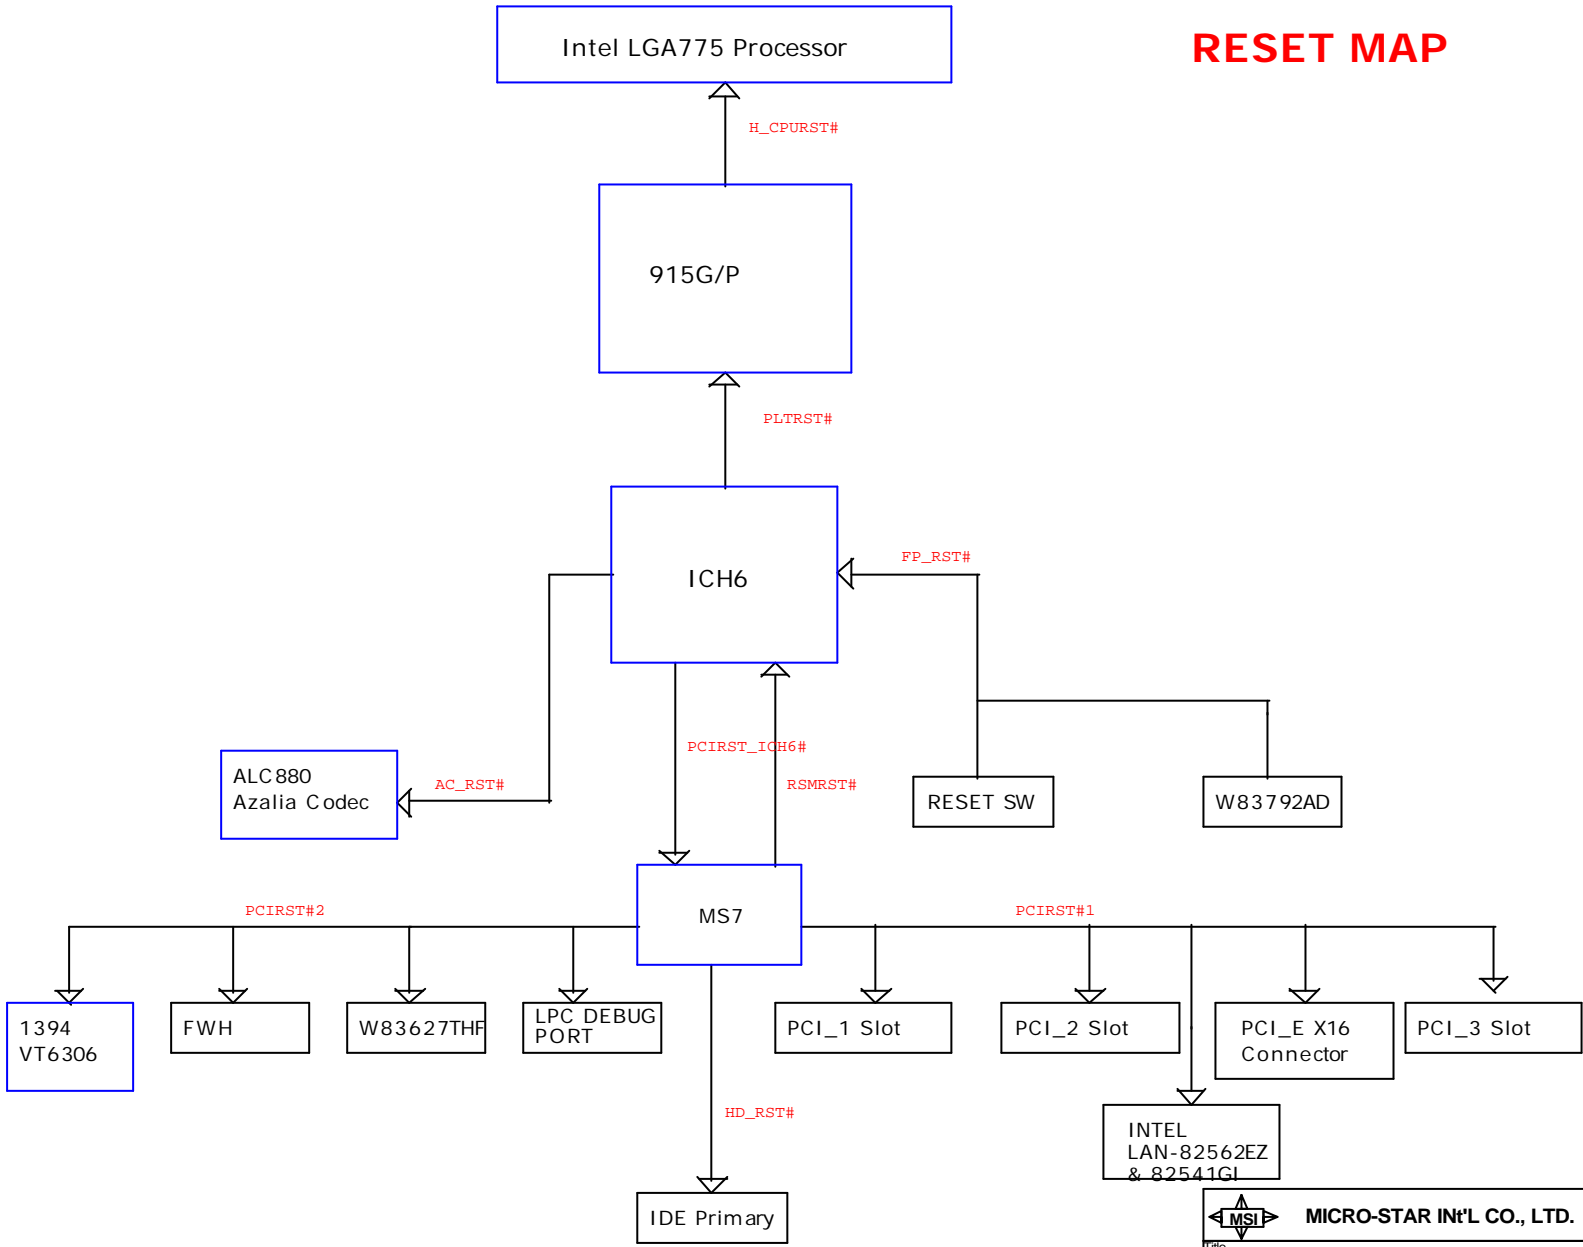 Intel LGA775 Processor
RESET MAP
H_CPURST#
915G/P
PLTRST#
FP_RST#
ICH6
PCIRST_ICH6#
ALC880
Azalia Codec
AC_RST#
RSMRST#
RESET SW
W83792AD
MS7
PCIRST#2
PCIRST#1
1394
VT6306
FWH
W83627THF
LPC DEBUG
PORT
PCI_1 Slot
PCI_2 Slot
PCI_E X16
Connector
PCI_3 Slot
HD_RST#
INTEL
LAN-82562EZ
& 82541GI
IDE Primary
MSI
MICRO-STAR INt'L CO., LTD.
Title